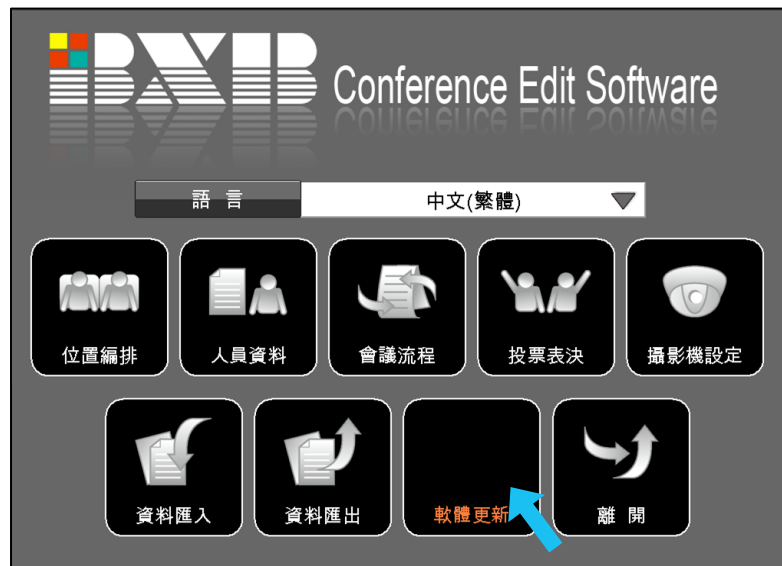 BXB Conference Edit Software
語 言 中文(繁體)
位置編排 人員資料 會議流程 投票表決 攝影機設定
資料匯入 資料匯出 軟體更新 離 開